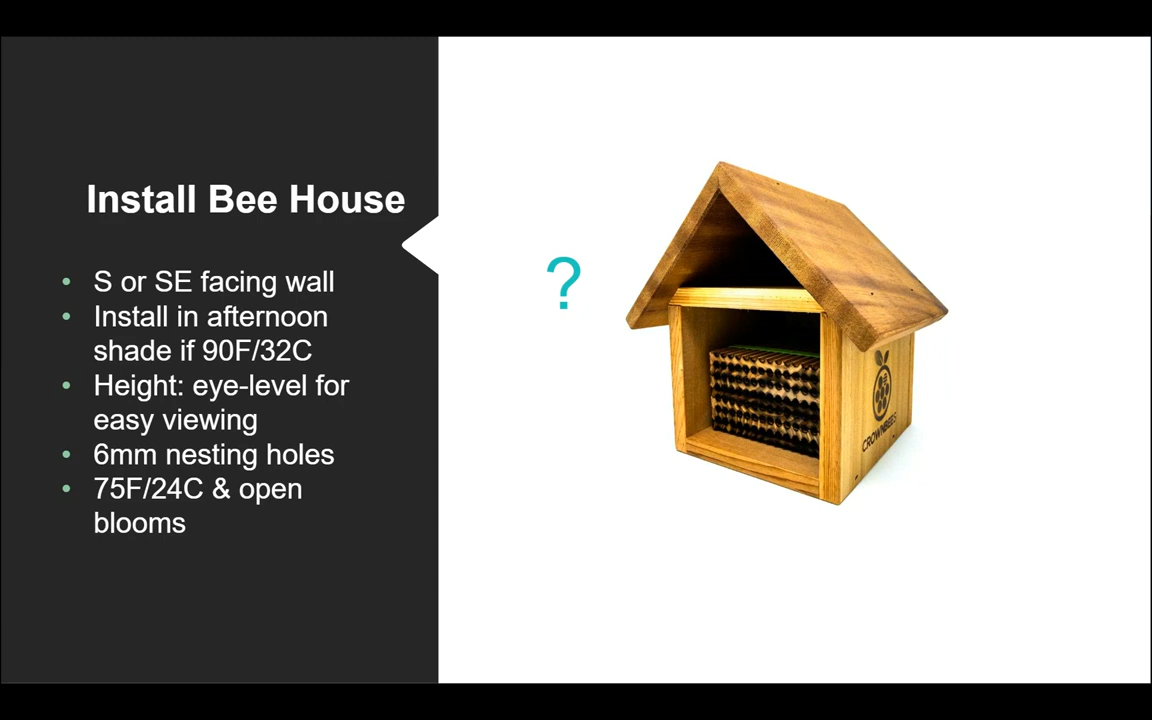 Install Bee House
• S or SE facing wall
• Install in afternoon
shade if 90F/32C
• Height: eye-level for
easy viewing
• 6mm nesting holes
• 75F/24C & open
blooms
?
CROWNBEES